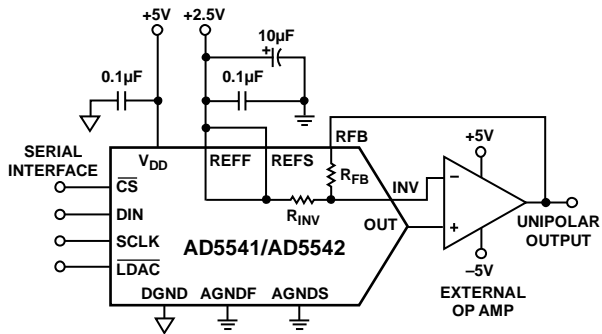 +5V
+2.5V
10µF
+
0.1µF
0.1µF
SERIAL
INTERFACE
V_DD
REFF
REFS
RFB
R_FB
+5V
INV
−
CS
R_INV
DIN
OUT
+
UNIPOLAR
OUTPUT
SCLK
AD5541/AD5542
LDAC
–5V
DGND
AGNDF
AGNDS
EXTERNAL
OP AMP